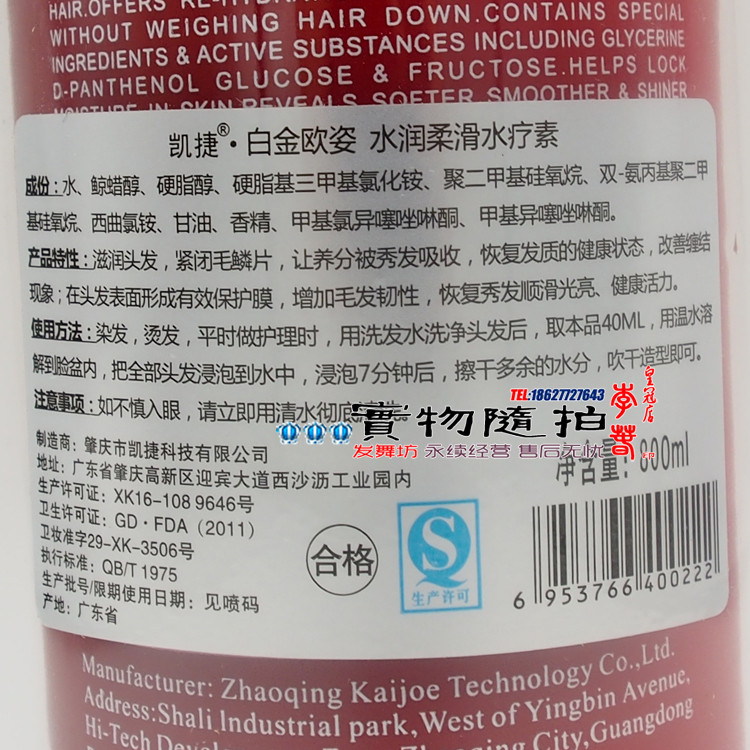 HAIR.OFFERS RE-HYDRA
WITHOUT WEIGHING HAIR DOWN.CONTAINS SPECIAL
INGREDIENTS & ACTIVE SUBSTANCES INCLUDING GLYCERINE
D-PANTHENOL GLUCOSE & FRUCTOSE.HELPS LOCK
MOISTURE IN SKIN.REVEALS SOFTER SMOOTHER & SHINER
凯捷®·白金欧姿 水润柔滑水疗素
成份：水、鲸蜡醇、硬脂醇、硬脂基三甲基氯化铵、聚二甲基硅氧烷、双-氨丙基聚二甲
基硅氧烷、西曲氯铵、甘油、香精、甲基氯异噻唑啉酮、甲基异噻唑啉酮。
产品特性：滋润头发，紧闭毛鳞片，让养分被秀发吸收，恢复发质的健康状态，改善缠结
现象；在头发表面形成有效保护膜，增加毛发韧性，恢复秀发顺滑光亮、健康活力。
使用方法：染发，烫发，平时做护理时，用洗发水洗净头发后，取本品40ML，用温水溶
解到脸盆内，把全部头发浸泡到水中，浸泡7分钟后，擦干多余的水分，吹干造型即可。
注意事项：如不慎入眼，请立即用清水彻底
TEL:18627727643
皇冠店
實物隨拍
发舞坊 永续经营 售后无忧
制造商：肇庆市凯捷科技有限公司
地址：广东省肇庆高新区迎宾大道西沙沥工业园内
生产许可证：XK16-108 9646号
卫生许可证：GD·FDA（2011）
卫妆准字29-XK-3506号
执行标准：QB/T 1975
生产批号/限期使用日期：见喷码
产地：广东省
合格
生产许可
净含量：800ml
6 953766 400222
Manufacturer: Zhaoqing Kaijoe Technology Co.,Ltd.
Address:Shali Industrial park,West of Yingbin Avenue,
Hi-Tech Zhaoqing City,Guangdong